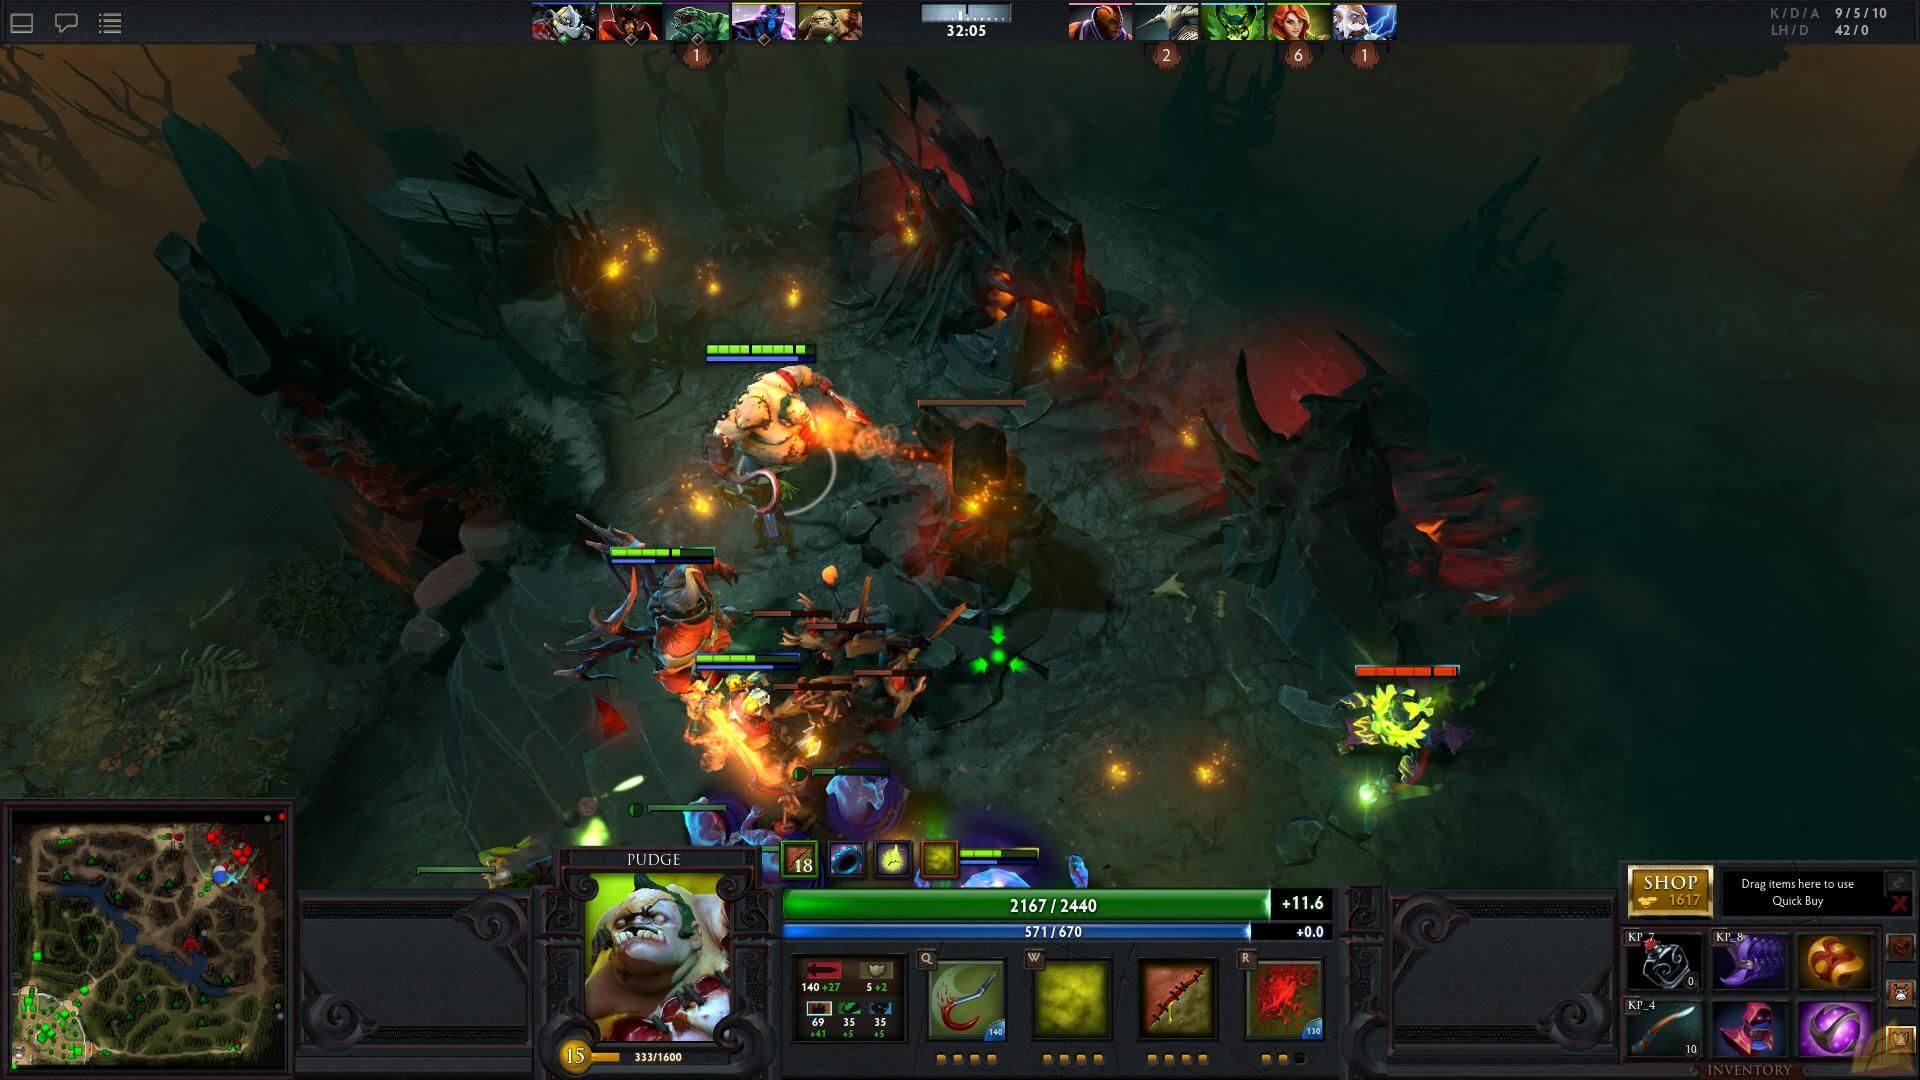 K/D/A 9/5/10
LH/D 42/0
32:05
1
2
6
1
PUDGE
18
2167 / 2440
+11.6
571 / 670
+0.0
140 +27
5 +2
69
35
35
+41
+5
+5
Q
W
R
140
130
15
333/1600
SHOP
1617
Drag items here to use
Quick Buy
KP_7
0
KP_8
KP_4
10
INVENTORY